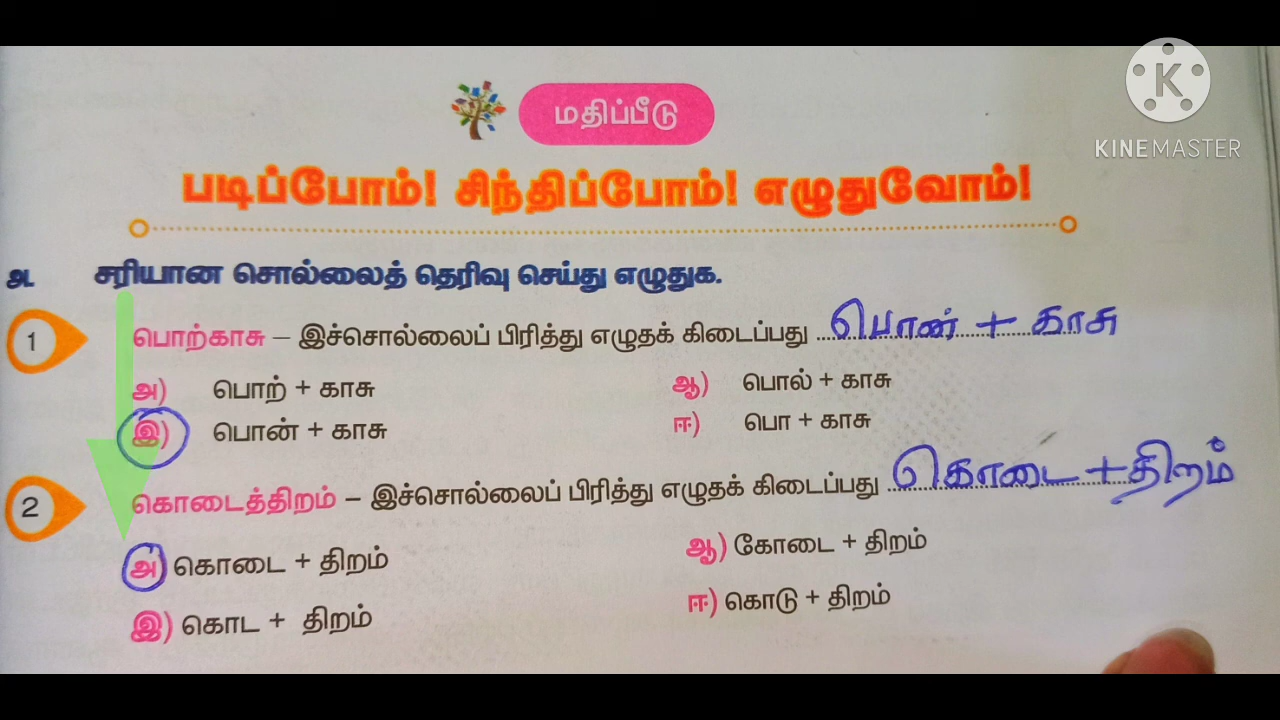 K
KINEMASTER
மதிப்பீடு
படிப்போம்! சிந்திப்போம்! எழுதுவோம்!
அ. சரியான சொல்லைத் தெரிவு செய்து எழுதுக.
1 பொற்காசு – இச்சொல்லைப் பிரித்து எழுதக் கிடைப்பது பொன் + காசு
அ) பொற் + காசு ஆ) பொல் + காசு
இ) பொன் + காசு ஈ) பொ + காசு
2 கொடைத்திறம் – இச்சொல்லைப் பிரித்து எழுதக் கிடைப்பது கொடை + திறம்
அ) கொடை + திறம் ஆ) கோடை + திறம்
இ) கொட + திறம் ஈ) கொடு + திறம்